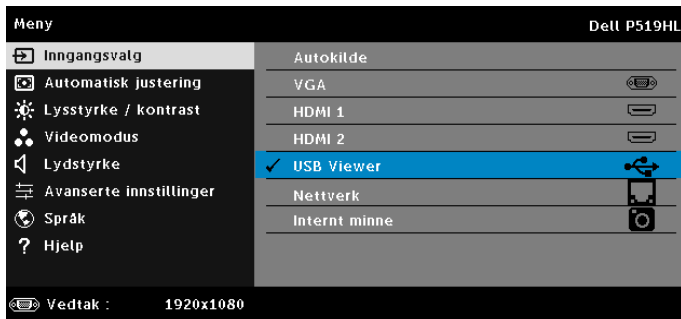 Meny
Dell P519HL
Inngangsvalg
Automatisk justering
Lysstyrke / kontrast
Videomodus
Lydstyrke
Avanserte innstillinger
Språk
? Hjelp
Autokilde
VGA
HDMI 1
HDMI 2
✓ USB Viewer
Nettverk
Internt minne
Vedtak : 1920x1080